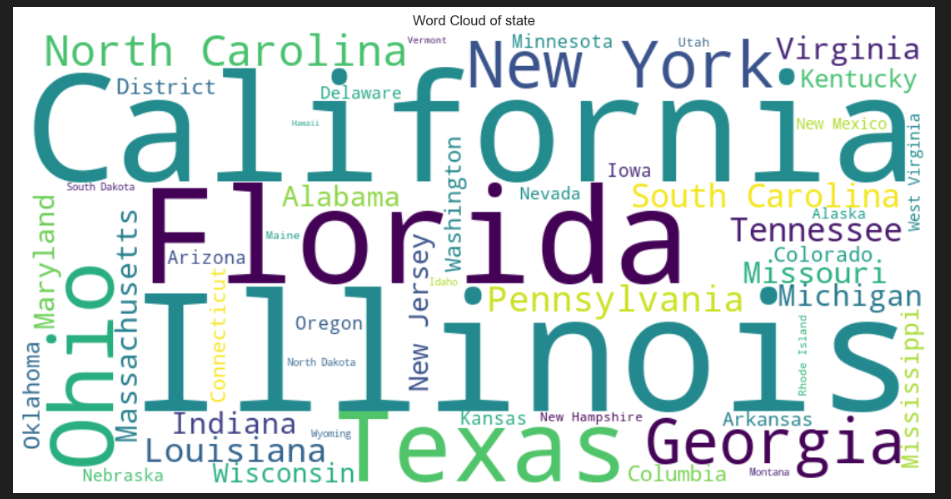 Word Cloud of state
North Carolina
Vermont
New York
Minnesota
Utah
Virginia
District
Delaware
Kentucky
California
Hawaii
New Mexico
West Virginia
South Dakota
Alabama
Washington
Iowa
Nevada
South Carolina
Alaska
Florida
Maine
Tennessee
Maryland
Massachusetts
Arizona
Colorado
Missouri
New Jersey
Idaho
Ohio
Connecticut
Pennsylvania
Michigan
Illinois
Oregon
North Dakota
Rhode Island
Mississippi
Oklahoma
Indiana
Wyoming
Texas
Kansas
New Hampshire
Arkansas
Georgia
Louisiana
Nebraska
Wisconsin
Columbia
Montana